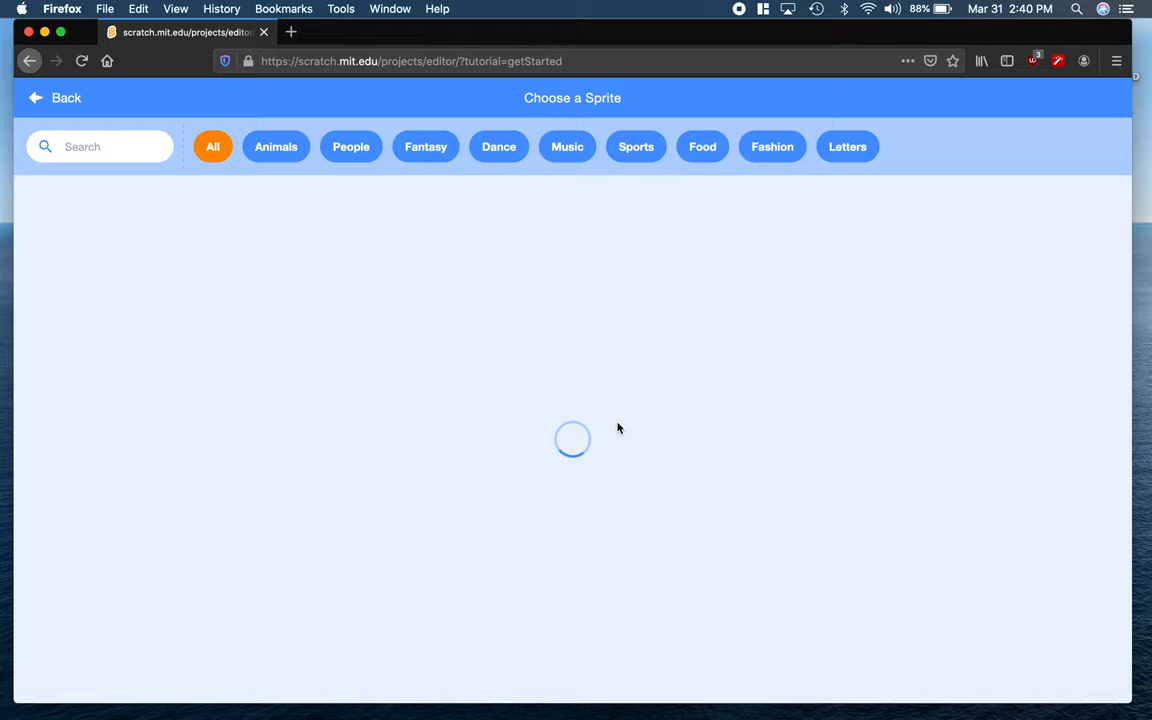 Firefox File Edit View History Bookmarks Tools Window Help 88% Mar 31 2:40 PM
scratch.mit.edu/projects/editor
https://scratch.mit.edu/projects/editor/?tutorial=getStarted 3
Back Choose a Sprite
Search All Animals People Fantasy Dance Music Sports Food Fashion Letters